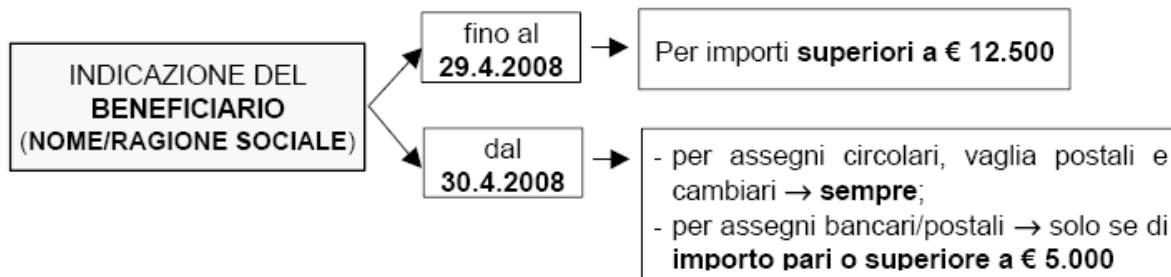 INDICAZIONE DEL
BENEFICIARIO
(NOME/RAGIONE SOCIALE)
fino al
29.4.2008
Per importi superiori a € 12.500
dal
30.4.2008
- per assegni circolari, vaglia postali e
cambiari → sempre;
- per assegni bancari/postali → solo se di
importo pari o superiore a € 5.000